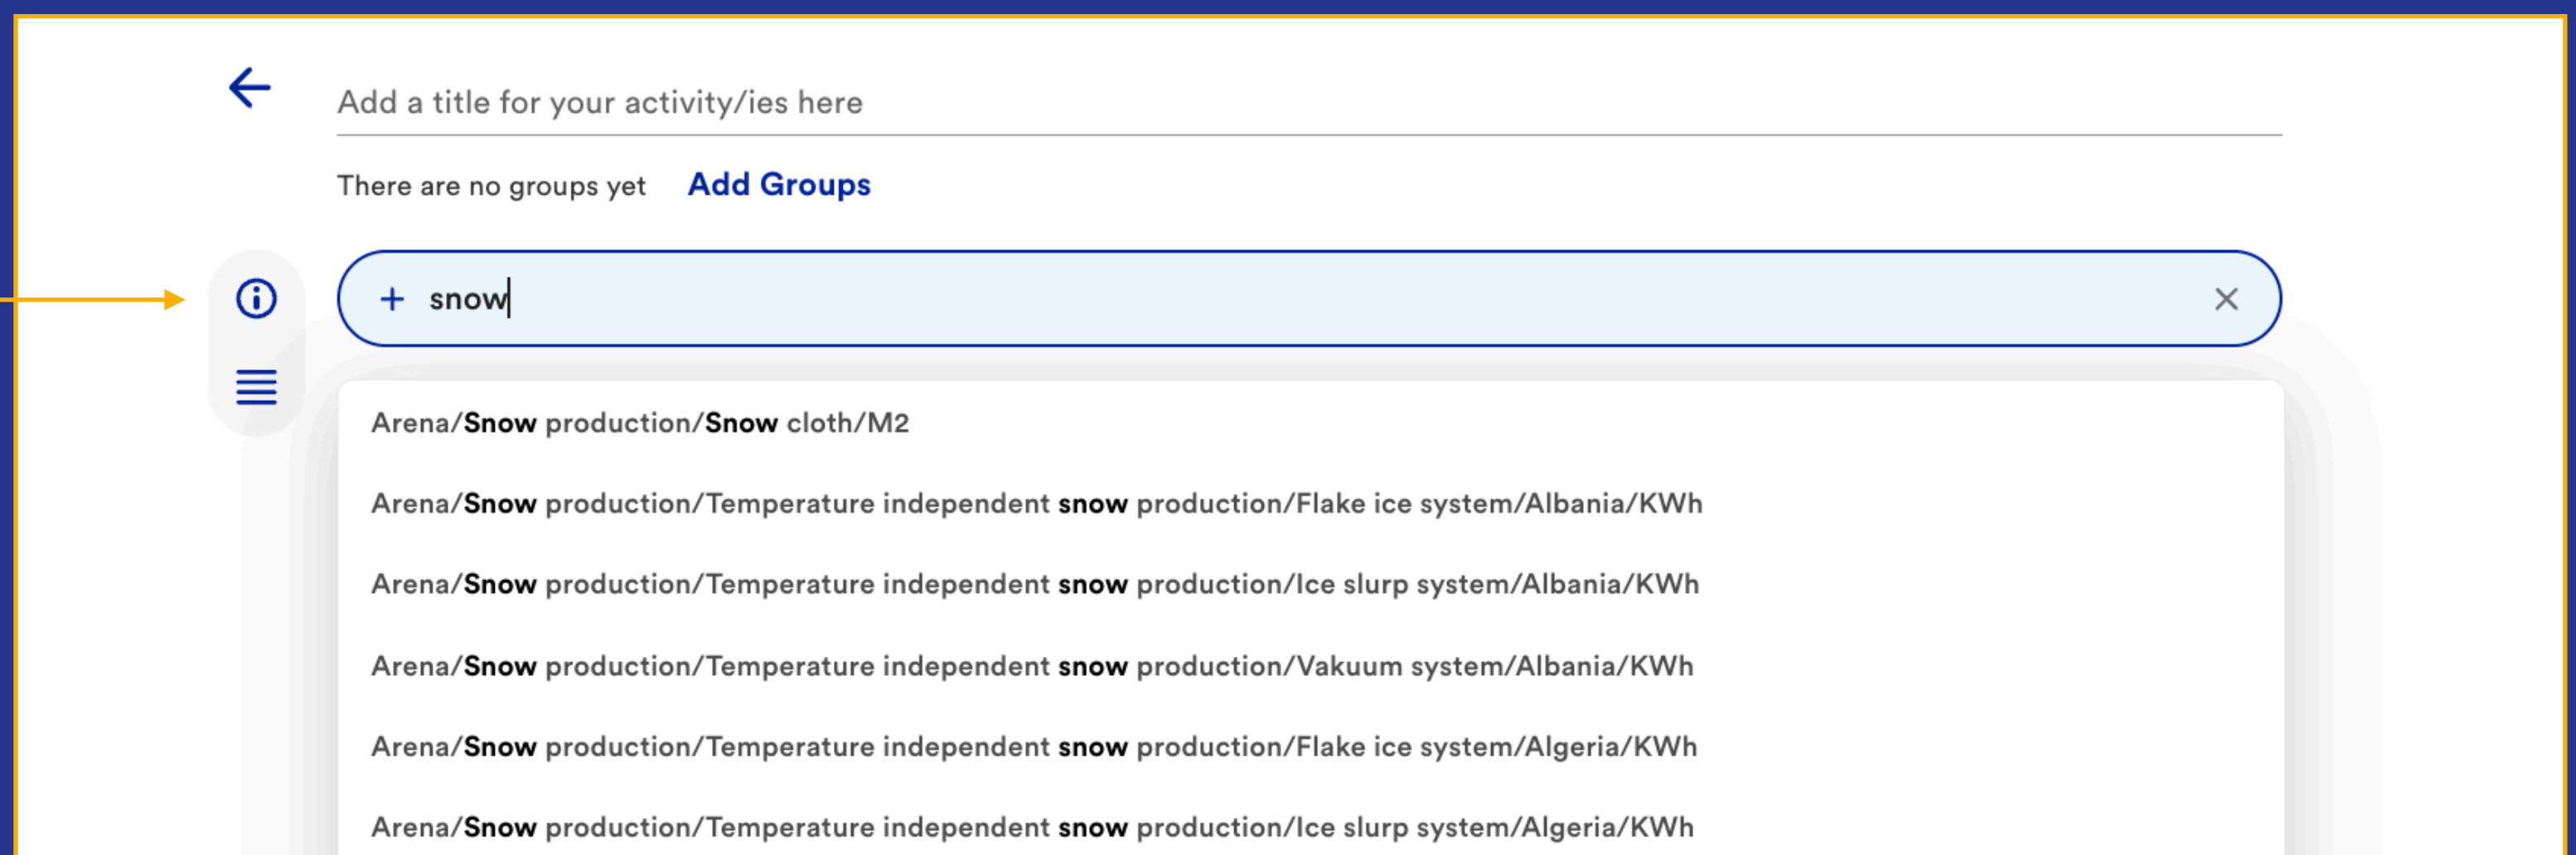 Add a title for your activity/ies here
There are no groups yet Add Groups
+ snow
Arena/Snow production/Snow cloth/M2
Arena/Snow production/Temperature independent snow production/Flake ice system/Albania/KWh
Arena/Snow production/Temperature independent snow production/Ice slurp system/Albania/KWh
Arena/Snow production/Temperature independent snow production/Vakuum system/Albania/KWh
Arena/Snow production/Temperature independent snow production/Flake ice system/Algeria/KWh
Arena/Snow production/Temperature independent snow production/Ice slurp system/Algeria/KWh